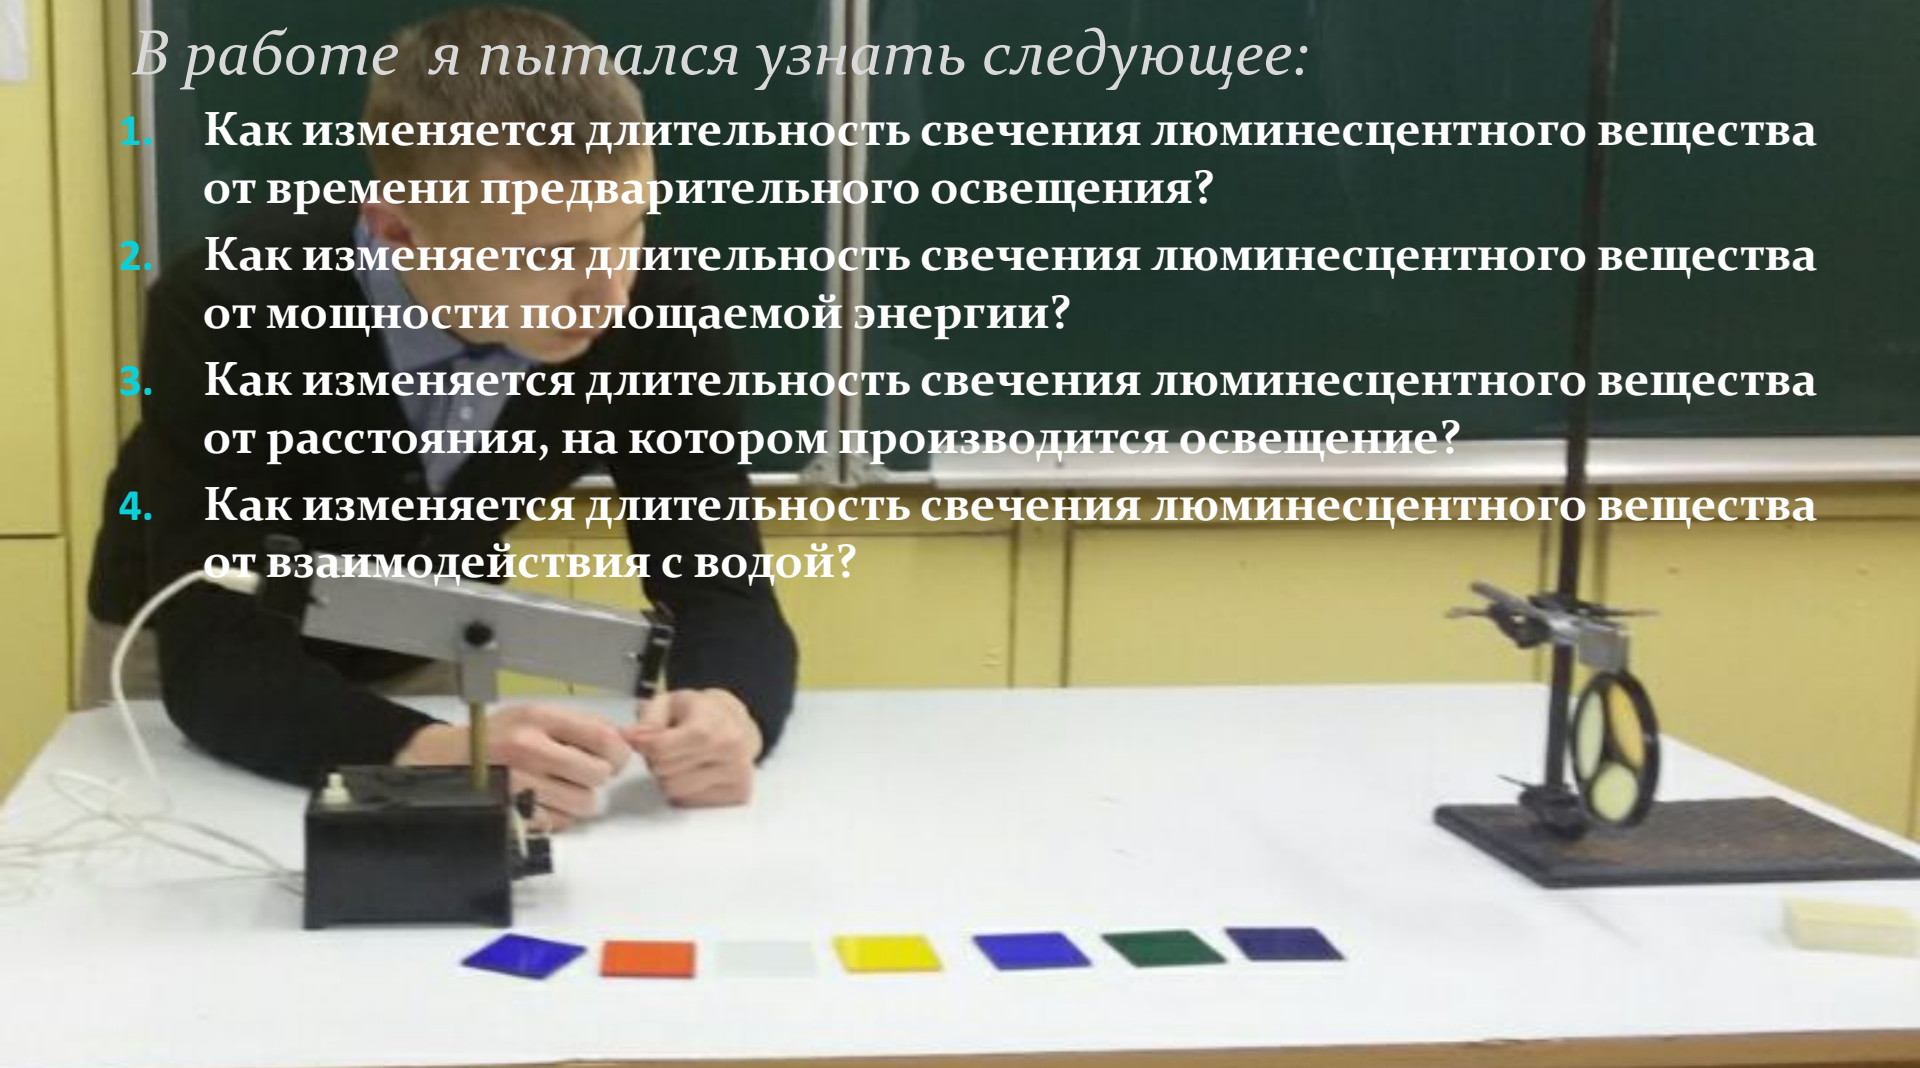 В работе я пытался узнать следующее:
1. Как изменяется длительность свечения люминесцентного вещества
от времени предварительного освещения?
2. Как изменяется длительность свечения люминесцентного вещества
от мощности поглощаемой энергии?
3. Как изменяется длительность свечения люминесцентного вещества
от расстояния, на котором производится освещение?
4. Как изменяется длительность свечения люминесцентного вещества
от взаимодействия с водой?